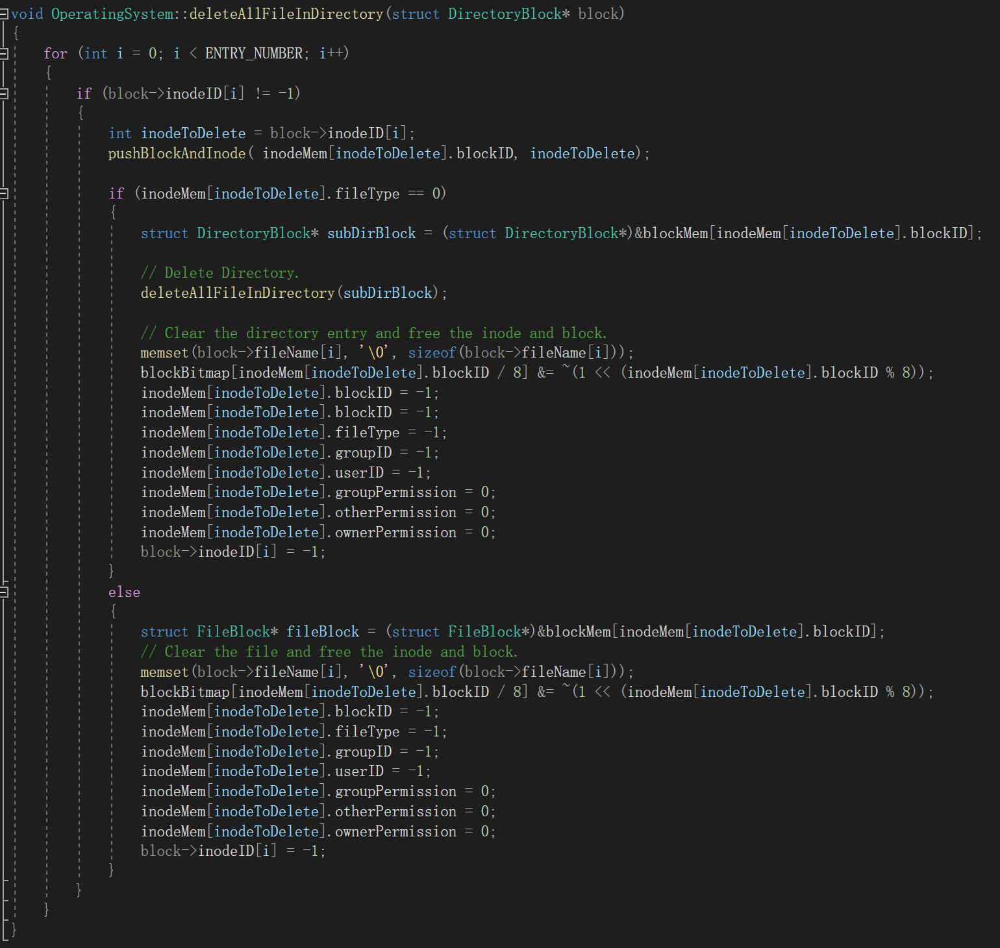 void OperatingSystem::deleteAllFileInDirectory(struct DirectoryBlock* block)
{
    for (int i = 0; i < ENTRY_NUMBER; i++)
    {
        if (block->inodeID[i] != -1)
        {
            int inodeToDelete = block->inodeID[i];
            pushBlockAndInode( inodeMem[inodeToDelete].blockID, inodeToDelete);

            if (inodeMem[inodeToDelete].fileType == 0)
            {
                struct DirectoryBlock* subDirBlock = (struct DirectoryBlock*)&blockMem[inodeMem[inodeToDelete].blockID];

                // Delete Directory.
                deleteAllFileInDirectory(subDirBlock);

                // Clear the directory entry and free the inode and block.
                memset(block->fileName[i], '\0', sizeof(block->fileName[i]));
                blockBitmap[inodeMem[inodeToDelete].blockID / 8] &= ~(1 << (inodeMem[inodeToDelete].blockID % 8));
                inodeMem[inodeToDelete].blockID = -1;
                inodeMem[inodeToDelete].blockID = -1;
                inodeMem[inodeToDelete].fileType = -1;
                inodeMem[inodeToDelete].groupID = -1;
                inodeMem[inodeToDelete].userID = -1;
                inodeMem[inodeToDelete].groupPermission = 0;
                inodeMem[inodeToDelete].otherPermission = 0;
                inodeMem[inodeToDelete].ownerPermission = 0;
                block->inodeID[i] = -1;
            }
            else
            {
                struct FileBlock* fileBlock = (struct FileBlock*)&blockMem[inodeMem[inodeToDelete].blockID];
                // Clear the file and free the inode and block.
                memset(block->fileName[i], '\0', sizeof(block->fileName[i]));
                blockBitmap[inodeMem[inodeToDelete].blockID / 8] &= ~(1 << (inodeMem[inodeToDelete].blockID % 8));
                inodeMem[inodeToDelete].blockID = -1;
                inodeMem[inodeToDelete].fileType = -1;
                inodeMem[inodeToDelete].groupID = -1;
                inodeMem[inodeToDelete].userID = -1;
                inodeMem[inodeToDelete].groupPermission = 0;
                inodeMem[inodeToDelete].otherPermission = 0;
                inodeMem[inodeToDelete].ownerPermission = 0;
                block->inodeID[i] = -1;
            }
        }
    }
}